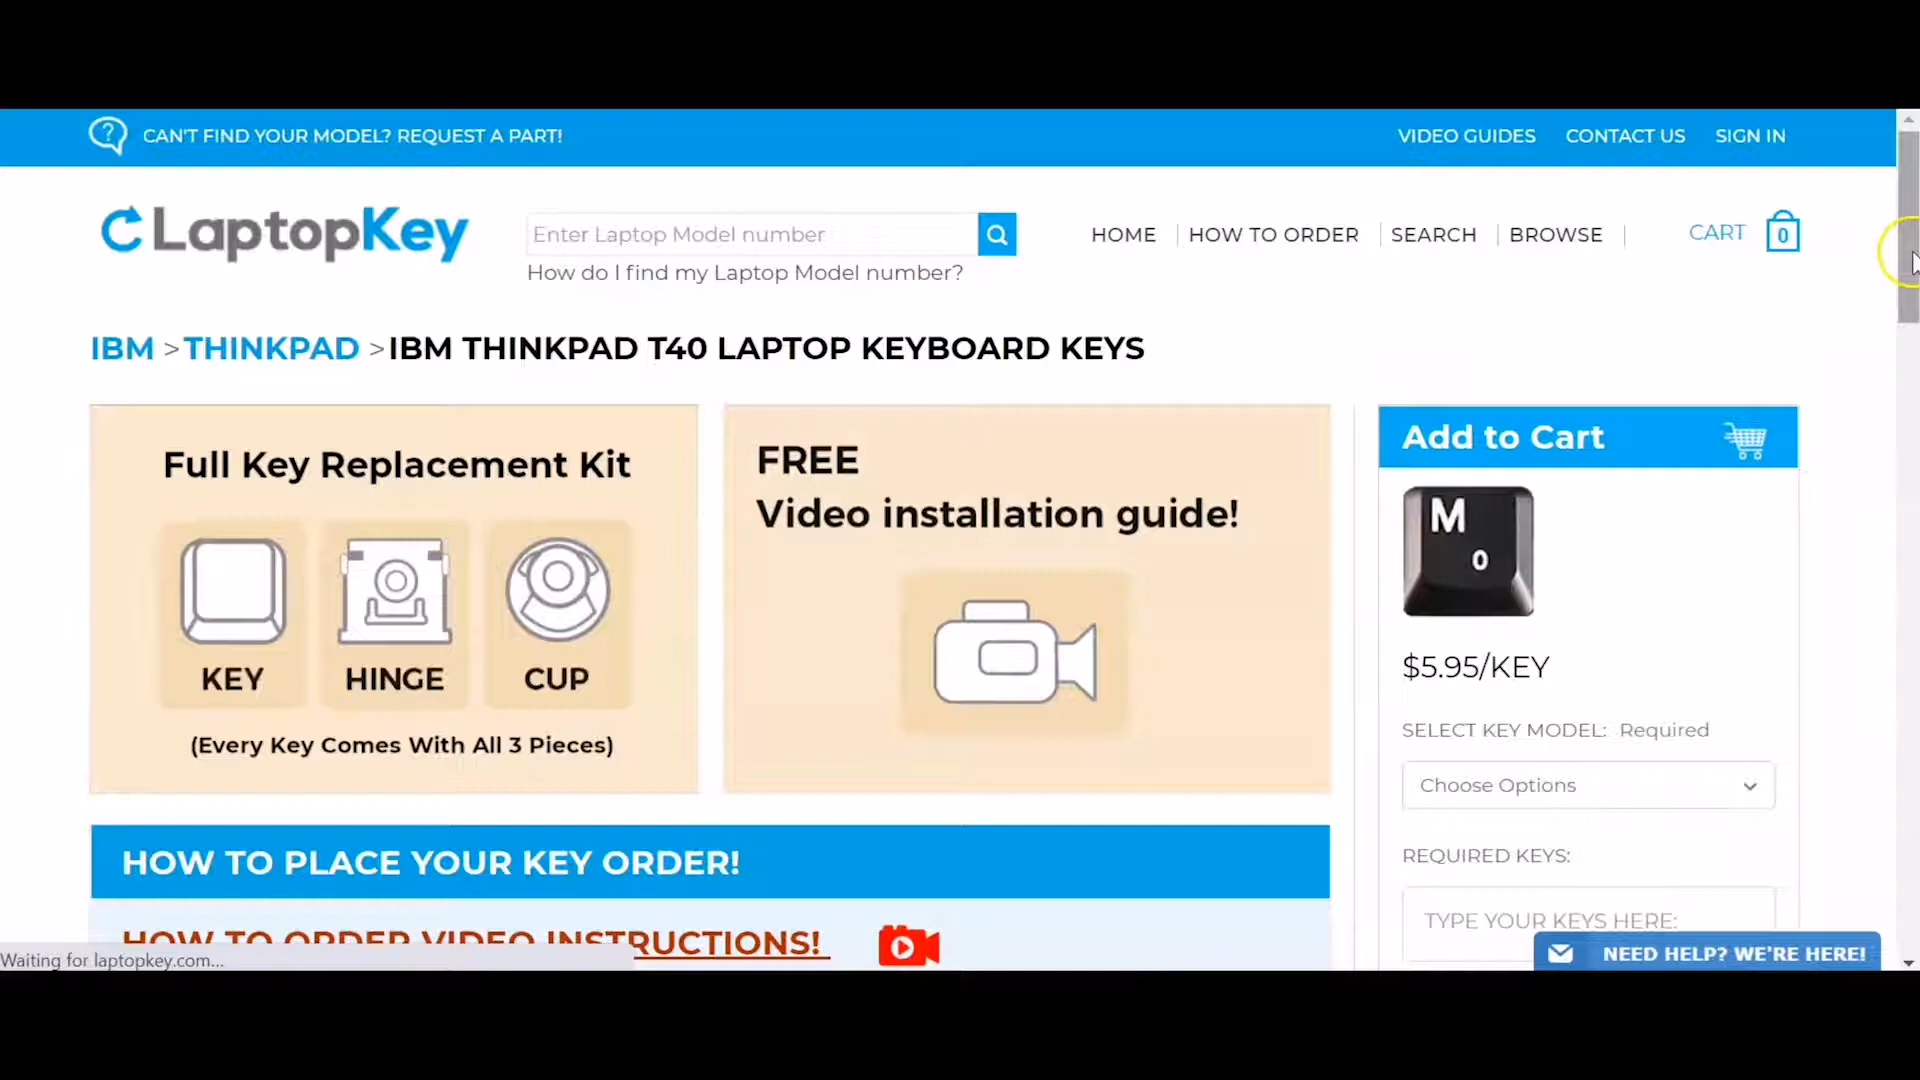 CAN'T FIND YOUR MODEL? REQUEST A PART!
VIDEO GUIDES
CONTACT US
SIGN IN
LaptopKey
Enter Laptop Model number
How do I find my Laptop Model number?
HOME
HOW TO ORDER
SEARCH
BROWSE
CART
0
IBM > THINKPAD > IBM THINKPAD T40 LAPTOP KEYBOARD KEYS
Full Key Replacement Kit
KEY
HINGE
CUP
(Every Key Comes With All 3 Pieces)
FREE
Video installation guide!
Add to Cart
M
0
$5.95/KEY
SELECT KEY MODEL: Required
Choose Options
REQUIRED KEYS:
TYPE YOUR KEYS HERE:
HOW TO PLACE YOUR KEY ORDER!
HOW TO ORDER VIDEO INSTRUCTIONS!
Waiting for laptopkey.com...
NEED HELP? WE'RE HERE!